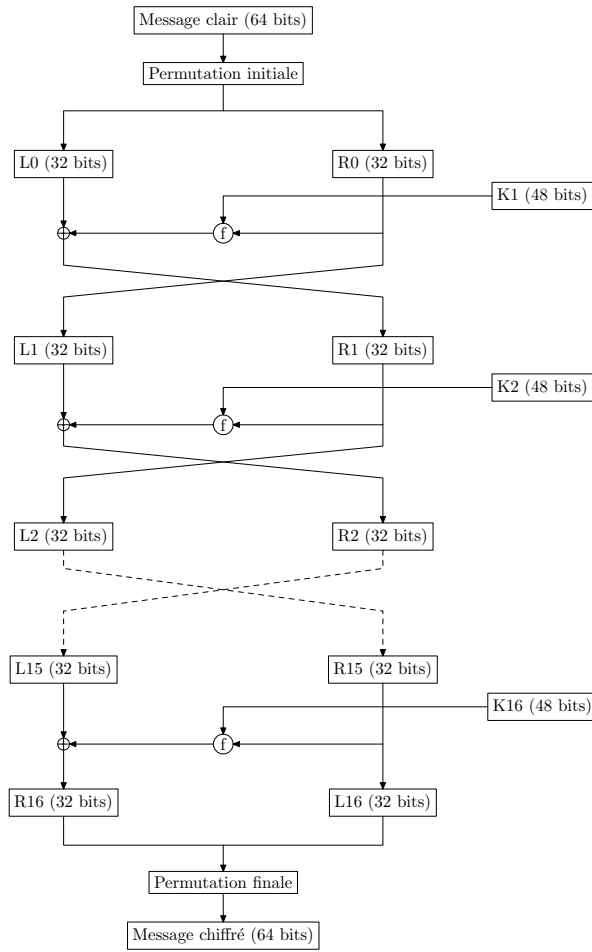 Message clair (64 bits)
Permutation initiale
L0 (32 bits)
R0 (32 bits)
K1 (48 bits)
f
L1 (32 bits)
R1 (32 bits)
K2 (48 bits)
f
L2 (32 bits)
R2 (32 bits)
L15 (32 bits)
R15 (32 bits)
K16 (48 bits)
f
R16 (32 bits)
L16 (32 bits)
Permutation finale
Message chiffré (64 bits)